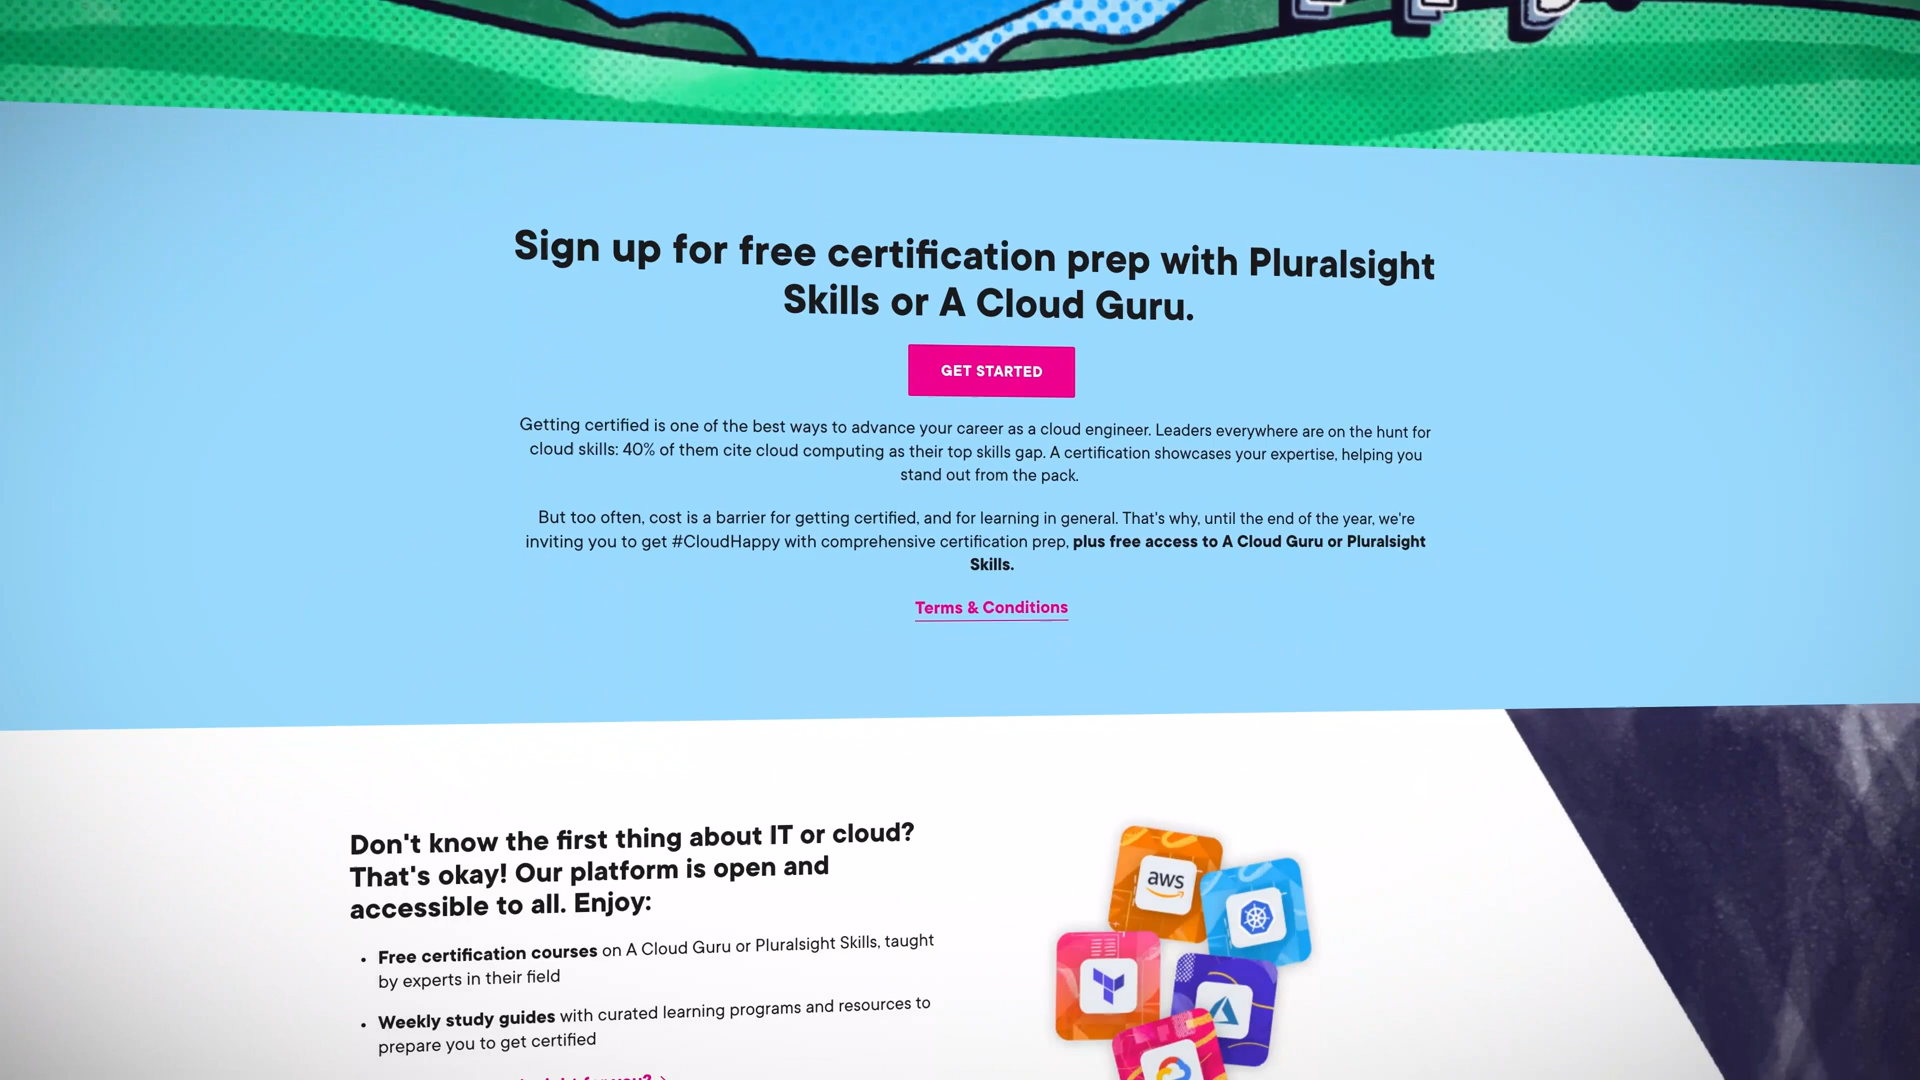 Sign up for free certification prep with Pluralsight
Skills or A Cloud Guru.
GET STARTED
Getting certified is one of the best ways to advance your career as a cloud engineer. Leaders everywhere are on the hunt for
cloud skills: 40% of them cite cloud computing as their top skills gap. A certification showcases your expertise, helping you
stand out from the pack.
But too often, cost is a barrier for getting certified, and for learning in general. That's why, until the end of the year, we're
inviting you to get #CloudHappy with comprehensive certification prep, plus free access to A Cloud Guru or Pluralsight
Skills.
Terms & Conditions
Don't know the first thing about IT or cloud?
That's okay! Our platform is open and
accessible to all. Enjoy:
• Free certification courses on A Cloud Guru or Pluralsight Skills, taught
by experts in their field
• Weekly study guides with curated learning programs and resources to
prepare you to get certified
aws